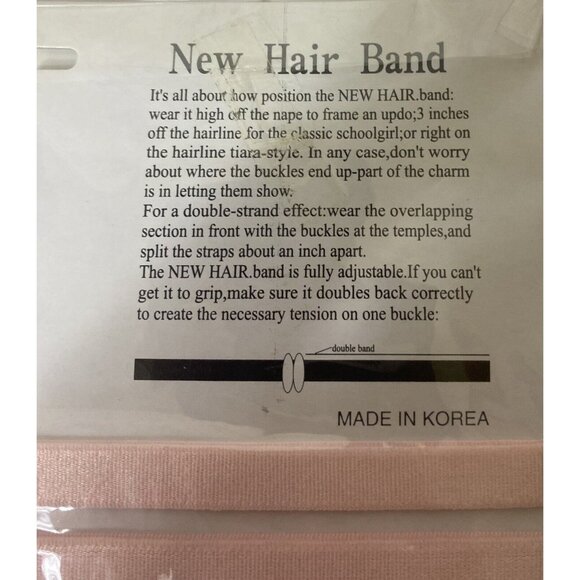 New Hair Band
It's all about how position the NEW HAIR.band:
wear it high off the nape to frame an updo;3 inches
off the hairline for the classic schoolgirl;or right on
the hairline tiara-style. In any case,don't worry
about where the buckles end up-part of the charm
is in letting them show.
For a double-strand effect:wear the overlapping
section in front with the buckles at the temples,and
split the straps about an inch apart.
The NEW HAIR.band is fully adjustable.If you can't
get it to grip,make sure it doubles back correctly
to create the necessary tension on one buckle:
double band
MADE IN KOREA